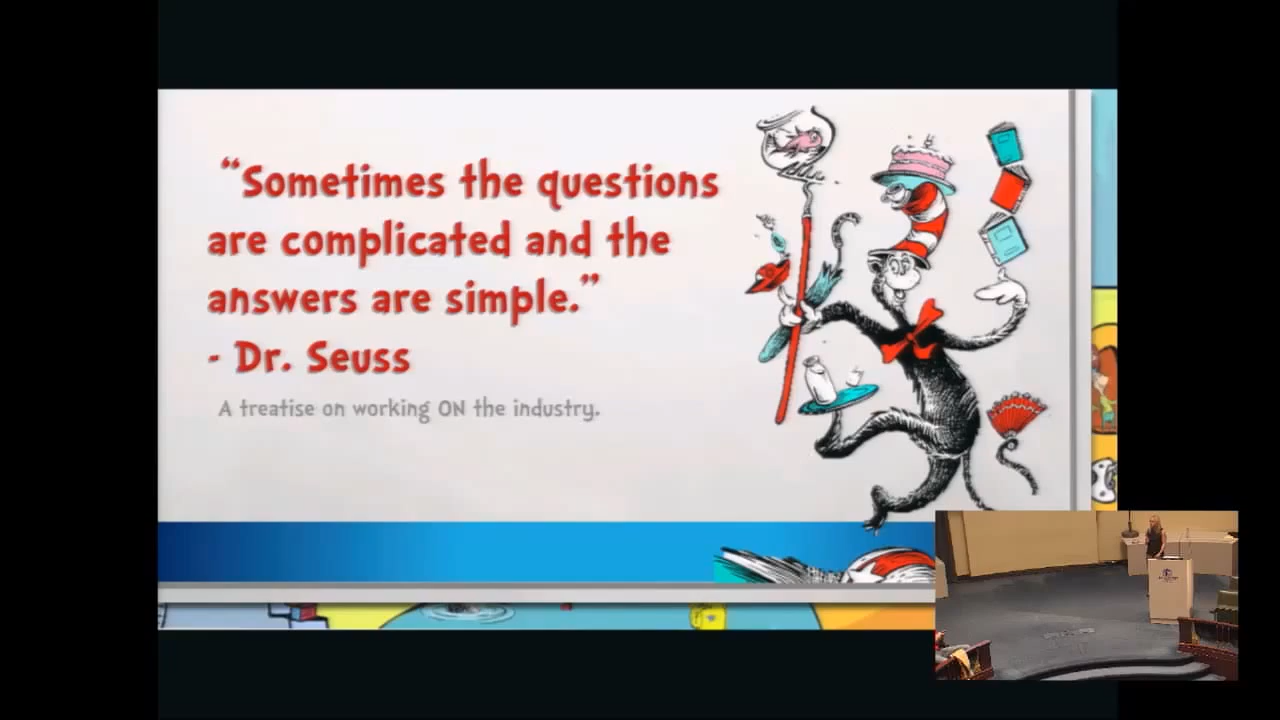 “Sometimes the questions
are complicated and the
answers are simple.”
- Dr. Seuss
A treatise on working ON the industry.